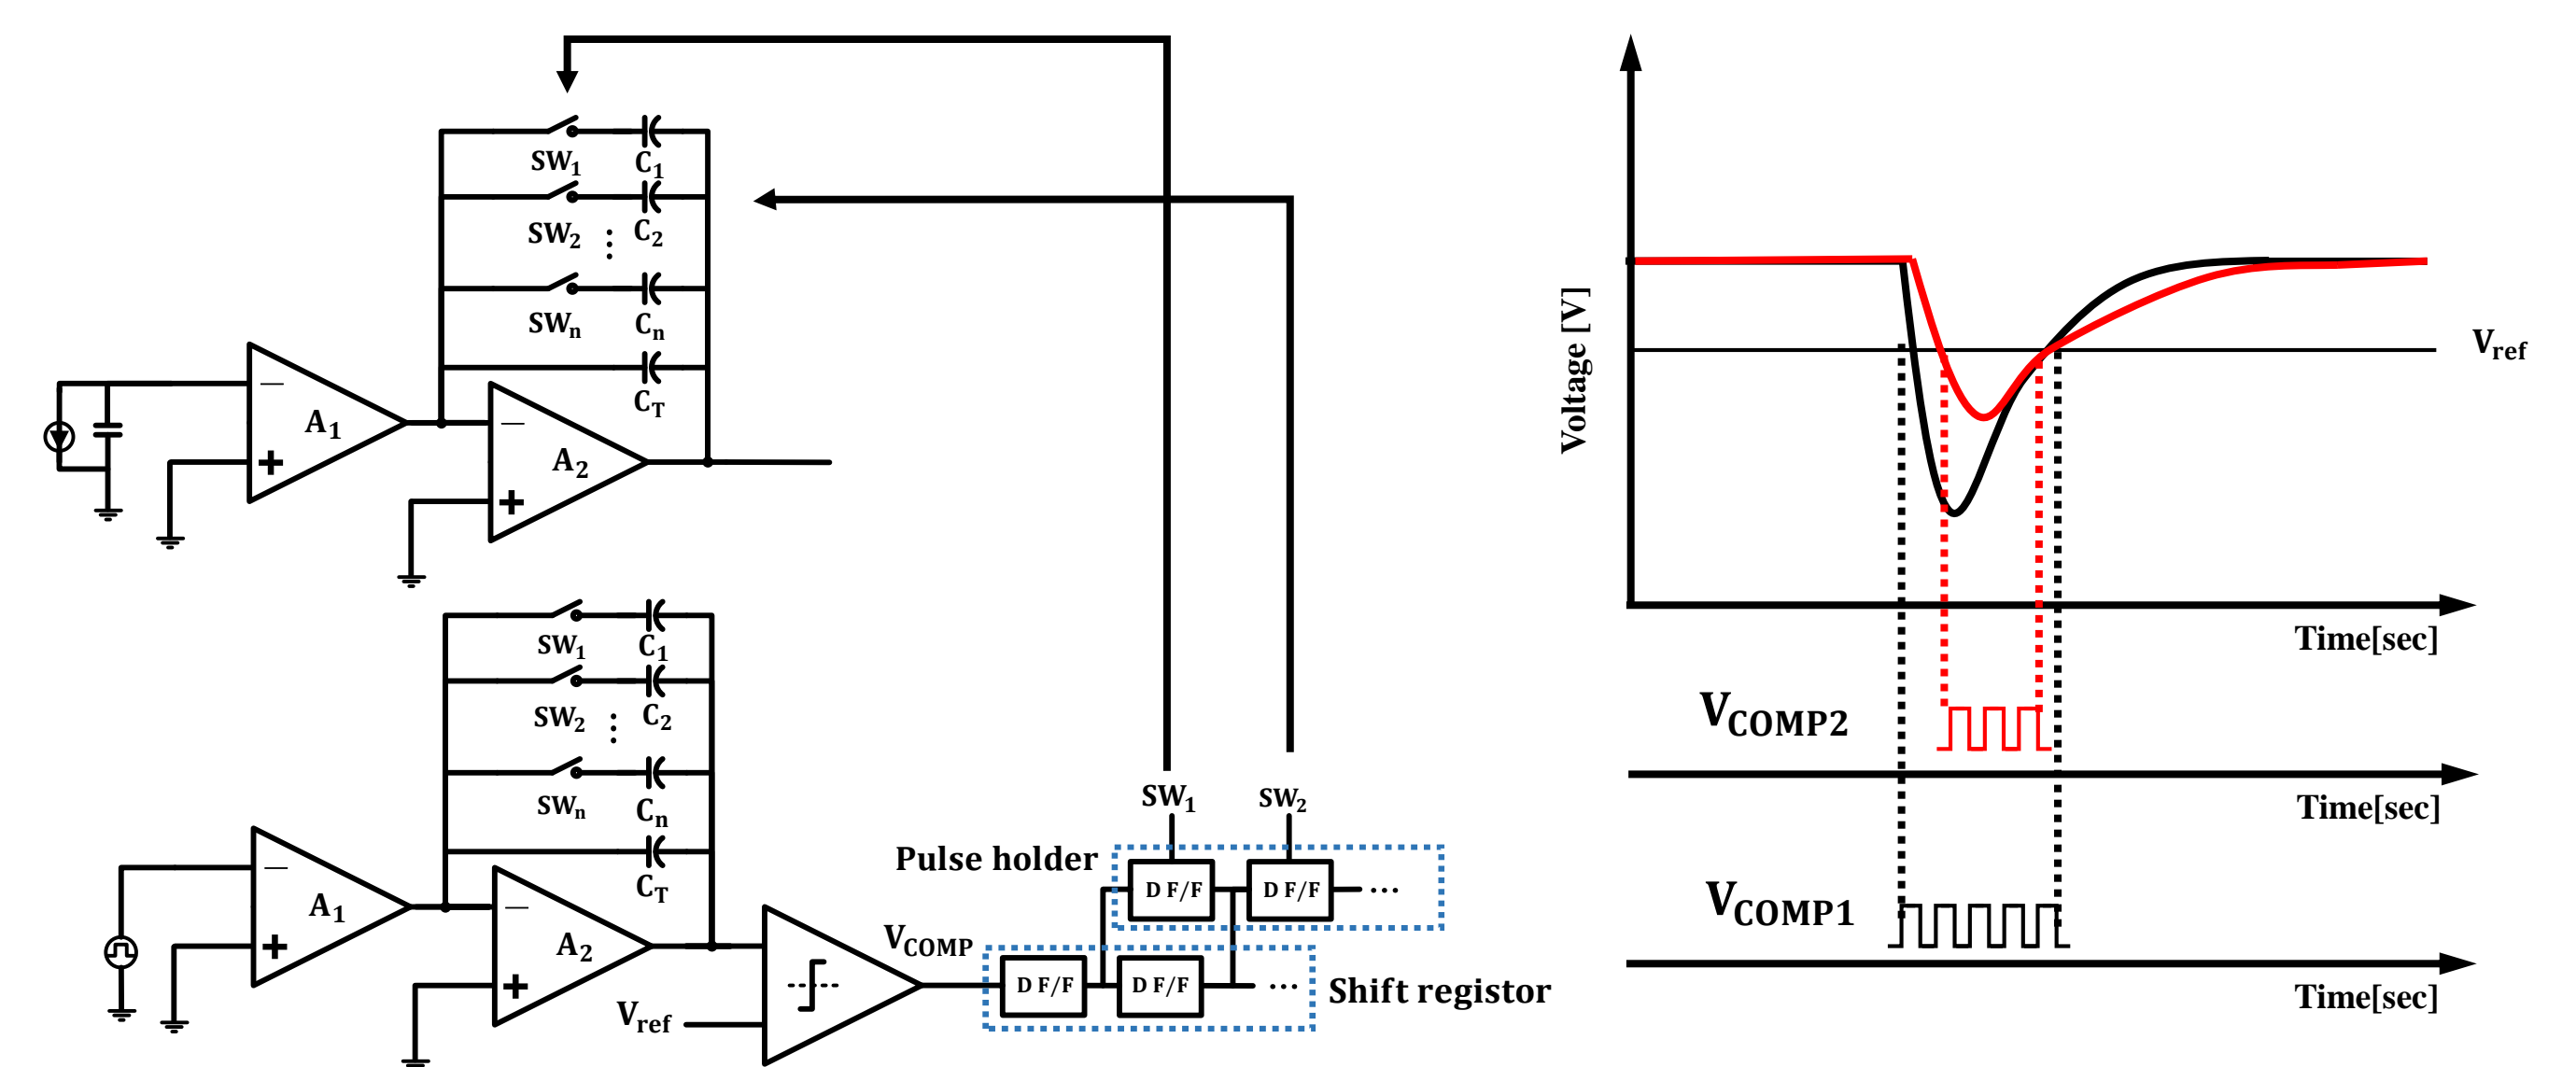 SW1
C1
SW2
⋮
C2
SWn
Cn
CT
−
A1
+
−
A2
+
SW1
C1
SW2
⋮
C2
SWn
Cn
CT
−
A1
+
−
A2
+
Vref
VCOMP
SW1
SW2
Pulse holder
D F/F
D F/F
...
D F/F
D F/F
...
Shift registor
Voltage [V]
Vref
Time[sec]
VCOMP2
Time[sec]
VCOMP1
Time[sec]